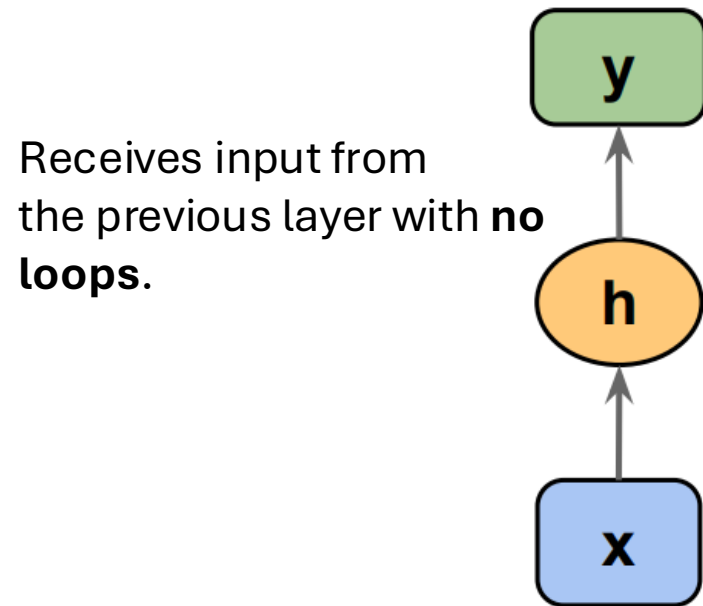 y
Receives input from
the previous layer with no
loops.
h
x